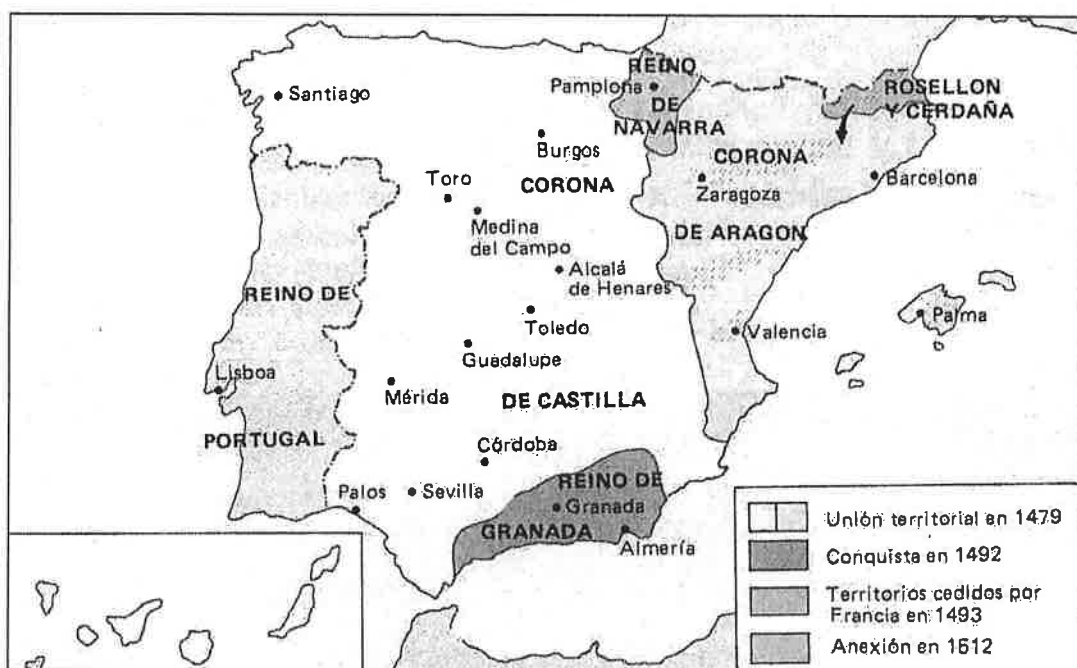 REINO
Pamplona
DE
NAVARRA
ROSELLON
Y CERDAÑA
Santiago
Burgos
CORONA
CORONA
Zaragoza
Barcelona
Toro
Medina
del Campo
DE ARAGON
Alcalá
de Henares
REINO DE
Toledo
Palma
Valencia
Guadalupe
Lisboa
Mérida
DE CASTILLA
PORTUGAL
Córdoba
REINO DE
Palos
Sevilla
Granada
GRANADA
Almería
Unión territorial en 1479
Conquista en 1492
Territorios cedidos por
Francia en 1493
Anexión en 1612